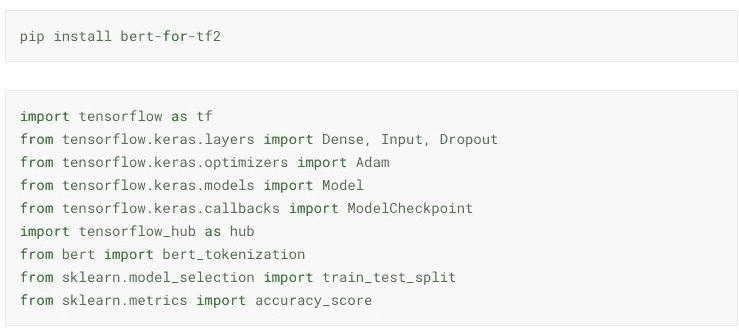 pip install bert-for-tf2
import tensorflow as tf
from tensorflow.keras.layers import Dense, Input, Dropout
from tensorflow.keras.optimizers import Adam
from tensorflow.keras.models import Model
from tensorflow.keras.callbacks import ModelCheckpoint
import tensorflow_hub as hub
from bert import bert_tokenization
from sklearn.model_selection import train_test_split
from sklearn.metrics import accuracy_score